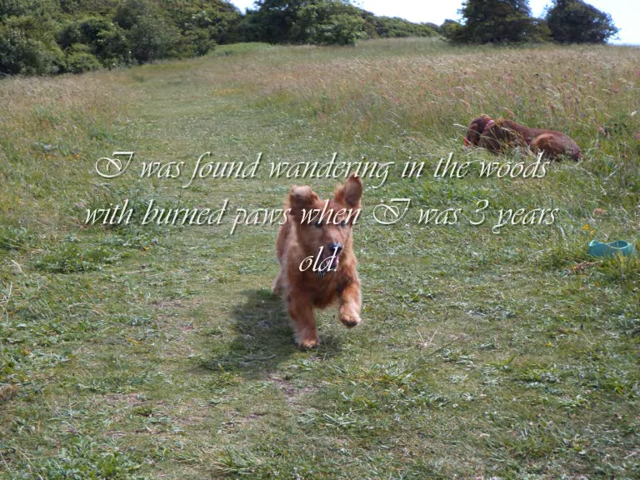 I was found wandering in the woods
with burned paws when I was 3 years
old!